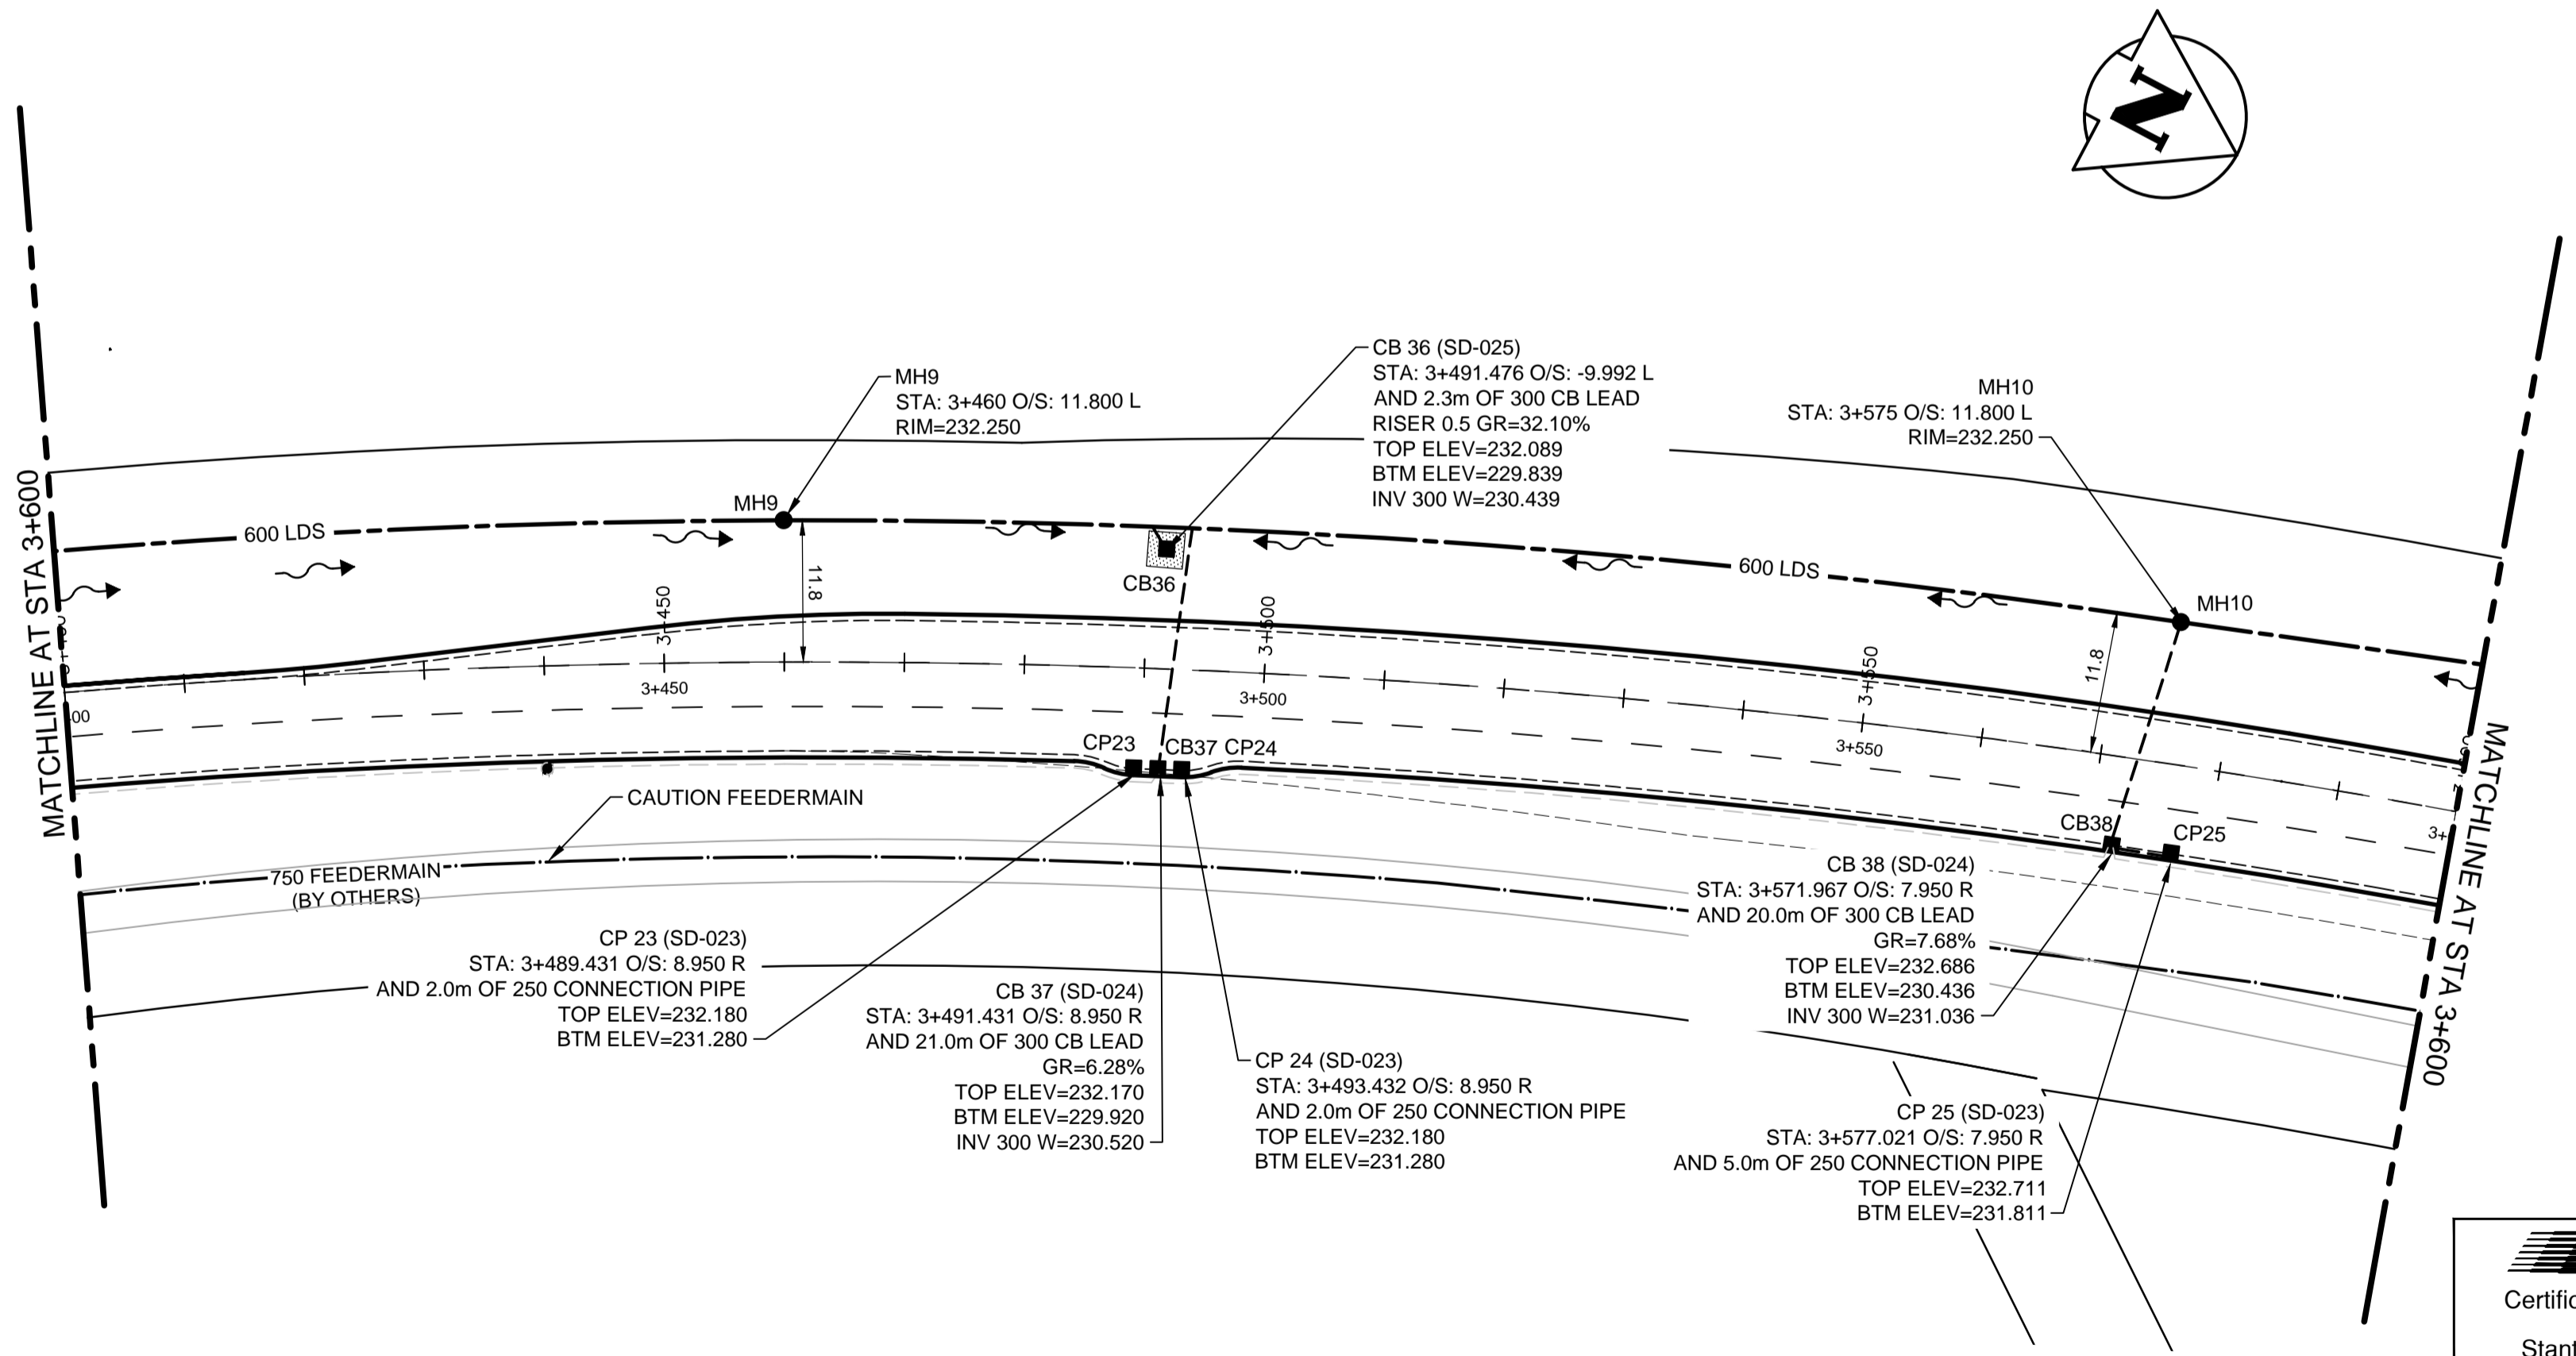 N
MH9
STA: 3+460 O/S: 11.800 L
RIM=232.250
CB 36 (SD-025)
STA: 3+491.476 O/S: -9.992 L
AND 2.3m OF 300 CB LEAD
RISER 0.5 GR=32.10%
TOP ELEV=232.089
BTM ELEV=229.839
INV 300 W=230.439
MH10
STA: 3+575 O/S: 11.800 L
RIM=232.250
MATCHLINE AT STA 3+600
600 LDS
MH9
11.8
CB36
600 LDS
MH10
11.8
3+450
3+500
3+550
3+450
3+500
3+550
00
3+
CP23
CB37
CP24
CB38
CP25
CAUTION FEEDERMAIN
750 FEEDERMAIN
(BY OTHERS)
CP 23 (SD-023)
STA: 3+489.431 O/S: 8.950 R
AND 2.0m OF 250 CONNECTION PIPE
TOP ELEV=232.180
BTM ELEV=231.280
CB 37 (SD-024)
STA: 3+491.431 O/S: 8.950 R
AND 21.0m OF 300 CB LEAD
GR=6.28%
TOP ELEV=232.170
BTM ELEV=229.920
INV 300 W=230.520
CP 24 (SD-023)
STA: 3+493.432 O/S: 8.950 R
AND 2.0m OF 250 CONNECTION PIPE
TOP ELEV=232.180
BTM ELEV=231.280
CB 38 (SD-024)
STA: 3+571.967 O/S: 7.950 R
AND 20.0m OF 300 CB LEAD
GR=7.68%
TOP ELEV=232.686
BTM ELEV=230.436
INV 300 W=231.036
CP 25 (SD-023)
STA: 3+577.021 O/S: 7.950 R
AND 5.0m OF 250 CONNECTION PIPE
TOP ELEV=232.711
BTM ELEV=231.811
MATCHLINE AT STA 3+600
Certific
Stant